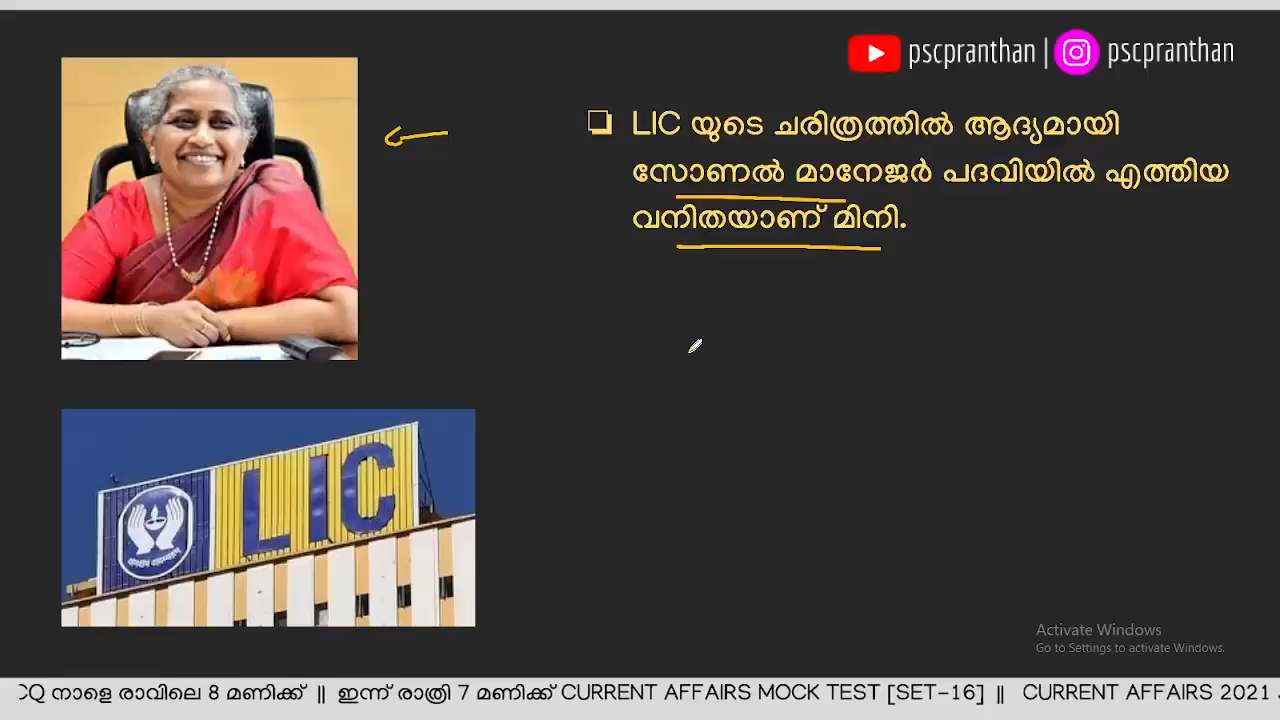 pscpranthan | pscpranthan
LIC യുടെ ചരിത്രത്തിൽ ആദ്യമായി
സോണൽ മാനേജർ പദവിയിൽ എത്തിയ
വനിതയാണ് മിനി.
LIC
Activate Windows
Go to Settings to activate Windows.
നാളെ രാവിലെ 8 മണിക്ക് || ഇന്ന് രാത്രി 7 മണിക്ക് CURRENT AFFAIRS MOCK TEST [SET-16] || CURRENT AFFAIRS 2021